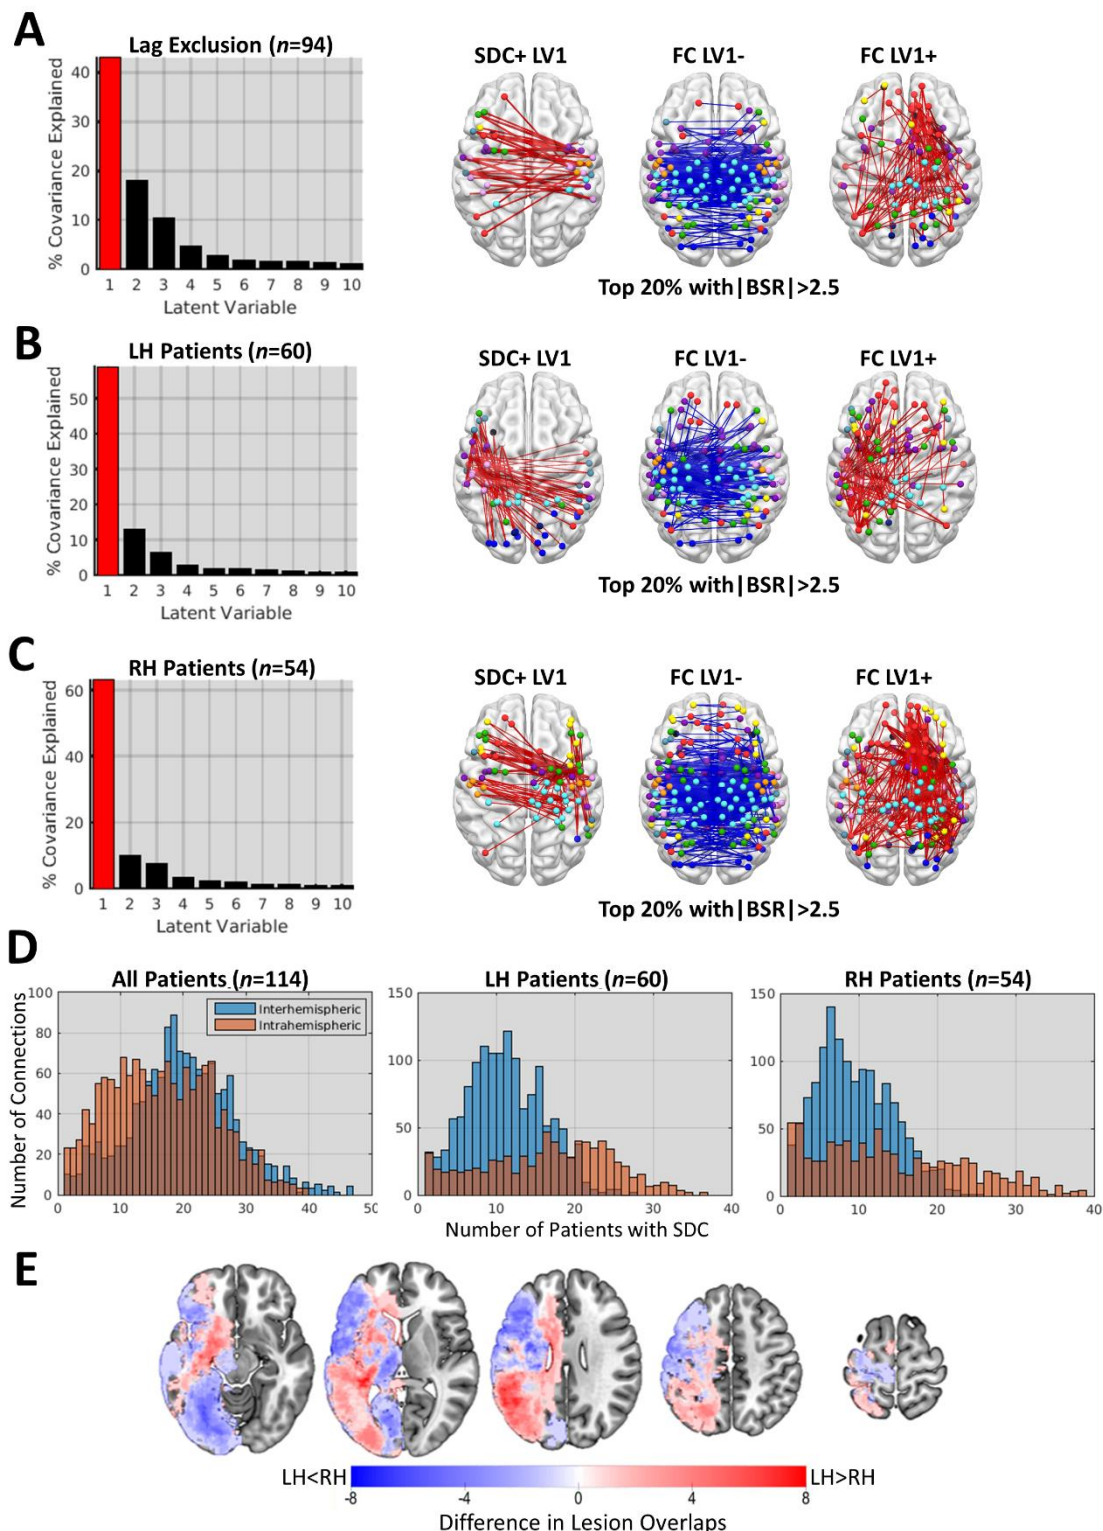 A
Lag Exclusion (n=94)
% Covariance Explained
40
30
20
10
0
1 2 3 4 5 6 7 8 9 10
Latent Variable
SDC+ LV1
FC LV1-
FC LV1+
Top 20% with|BSR|>2.5
B
LH Patients (n=60)
% Covariance Explained
50
40
30
20
10
0
1 2 3 4 5 6 7 8 9 10
Latent Variable
SDC+ LV1
FC LV1-
FC LV1+
Top 20% with|BSR|>2.5
C
RH Patients (n=54)
% Covariance Explained
60
40
20
0
1 2 3 4 5 6 7 8 9 10
Latent Variable
SDC+ LV1
FC LV1-
FC LV1+
Top 20% with|BSR|>2.5
D
All Patients (n=114)
Number of Connections
100
80
60
40
20
0
0 10 20 30 40 50
Interhemispheric
Intrahemispheric
LH Patients (n=60)
150
100
50
0
0 10 20 30 40
RH Patients (n=54)
150
100
50
0
0 10 20 30 40
Number of Patients with SDC
E
LH<RH
LH>RH
-8 -4 0 4 8
Difference in Lesion Overlaps